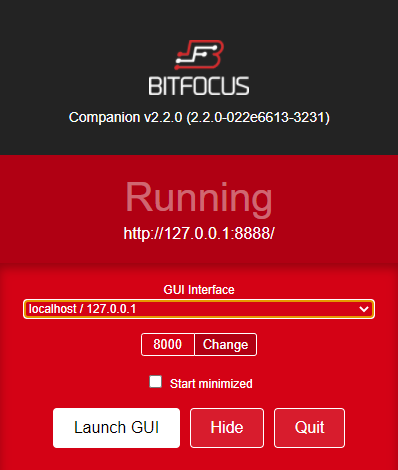 BITFOCUS
Companion v2.2.0 (2.2.0-022e6613-3231)
Running
http://127.0.0.1:8888/
GUI Interface
localhost / 127.0.0.1
8000 Change
Start minimized
Launch GUI Hide Quit